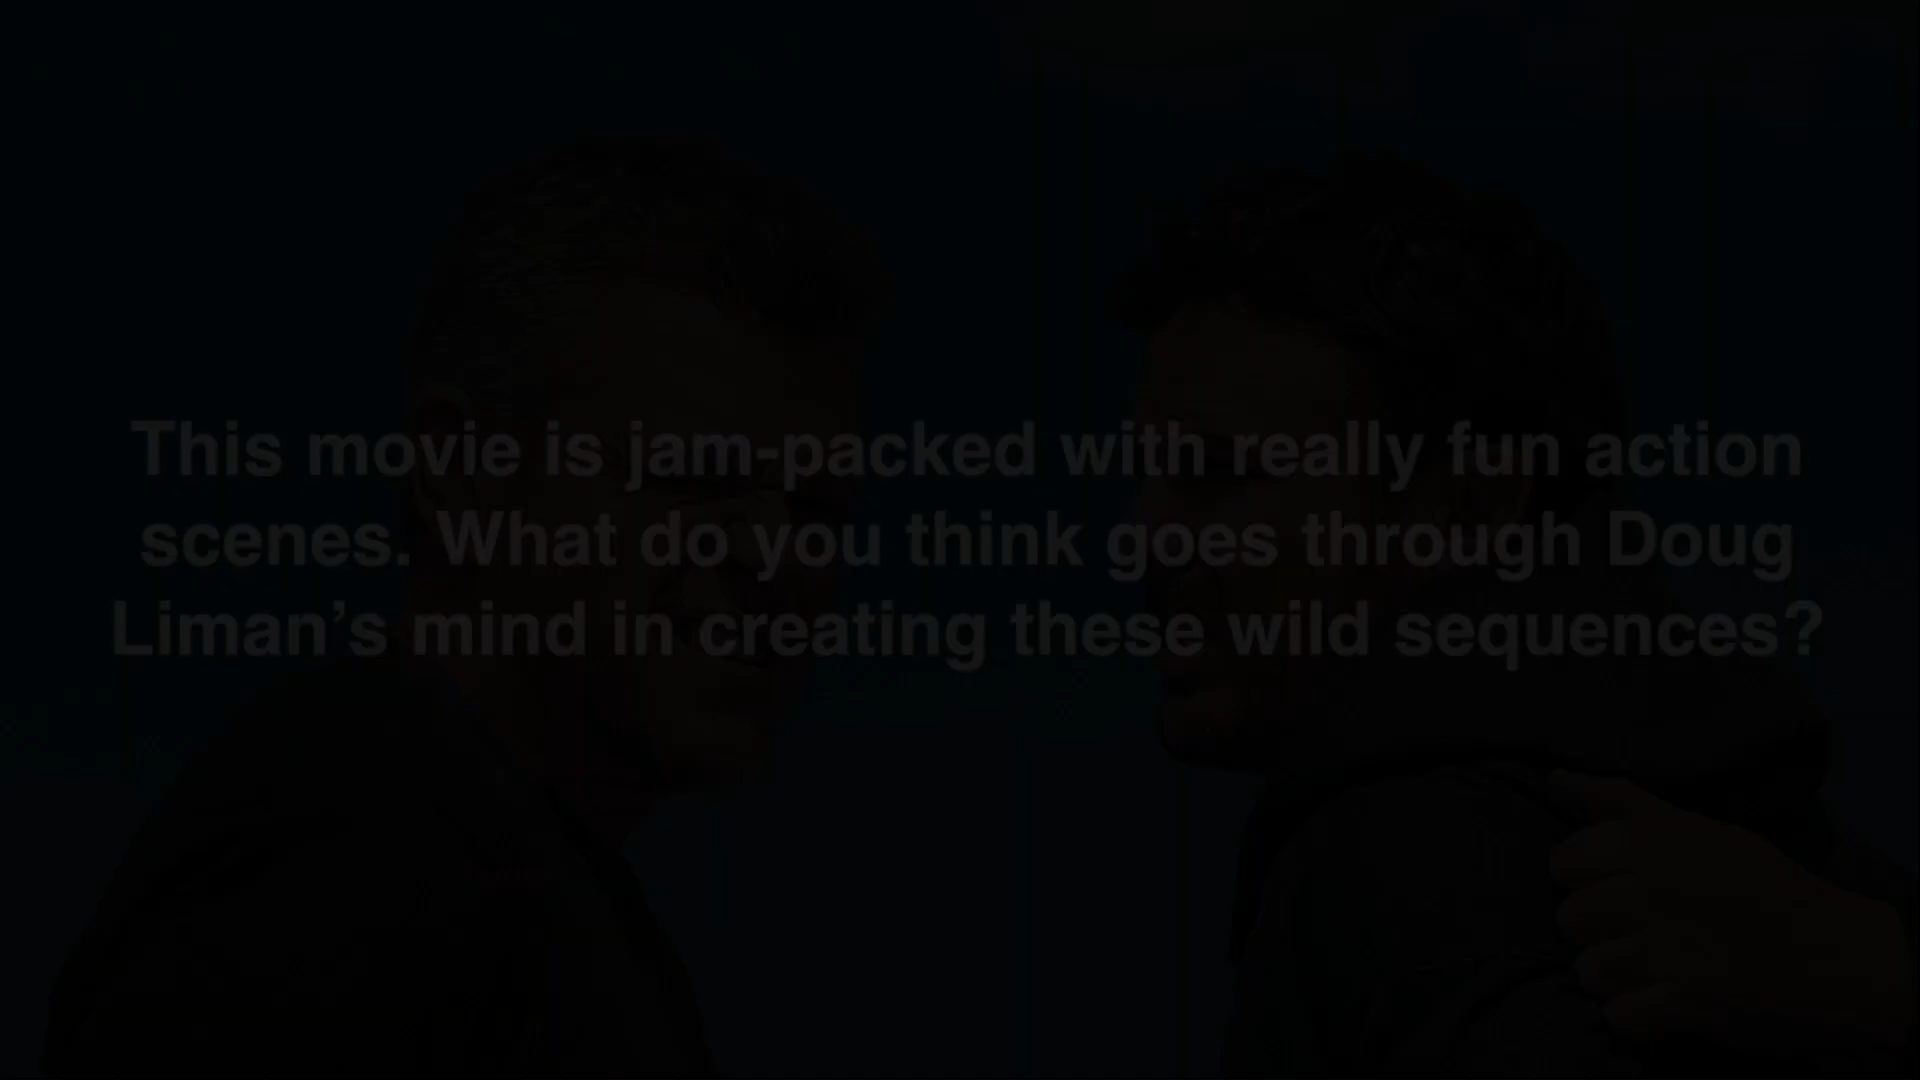 This movie is jam-packed with really fun action
scenes. What do you think goes through Doug
Liman’s mind in creating these wild sequences?